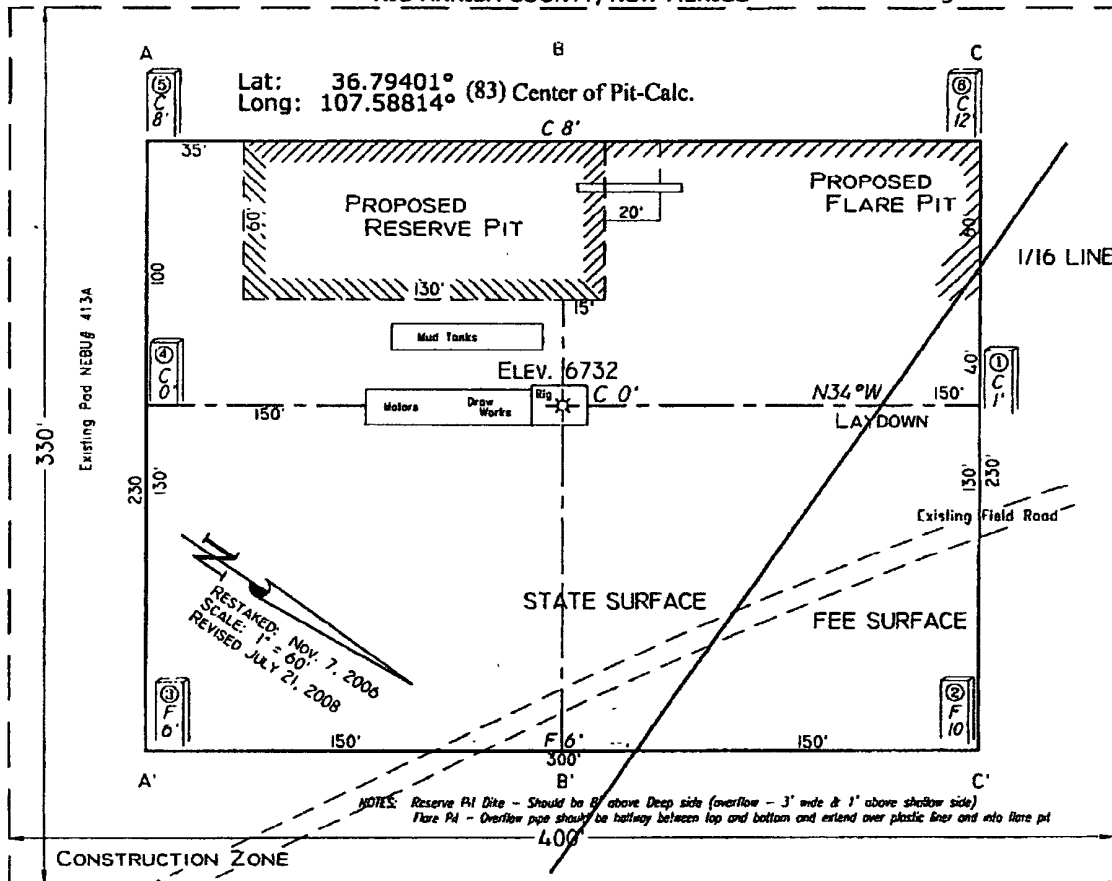 A
B
C
⑤
C
8'
Lat: 36.79401° (83) Center of Pit-Calc.
Long: 107.58814°
C 8'
C
12'
35'
PROPOSED
RESERVE PIT
60'
130'
15'
20'
PROPOSED
FLARE PIT
1/16 LINE
100
Existing Pad NEBU# 413A
330'
Mud Tanks
ELEV. 6732
Rig
C 0'
Motors
Draw
Works
④
C
0'
150'
N34°W
LAYDOWN
150'
40'
①
C
1'
230
130'
130'
230'
Existing Field Road
N
RESTAKED: NOV. 7, 2006
SCALE: 1" = 60'
REVISED JULY 21, 2008
STATE SURFACE
FEE SURFACE
③
F
6'
②
F
10'
150'
F 6'
300'
150'
A'
B'
C'
NOTES: Reserve Pit Dike - Should be 8' above Deep side (overflow - 3' wide & 1' above shallow side)
Flare Pit - Overflow pipe should be halfway between top and bottom and extend over plastic liner and into flare pit
400'
CONSTRUCTION ZONE